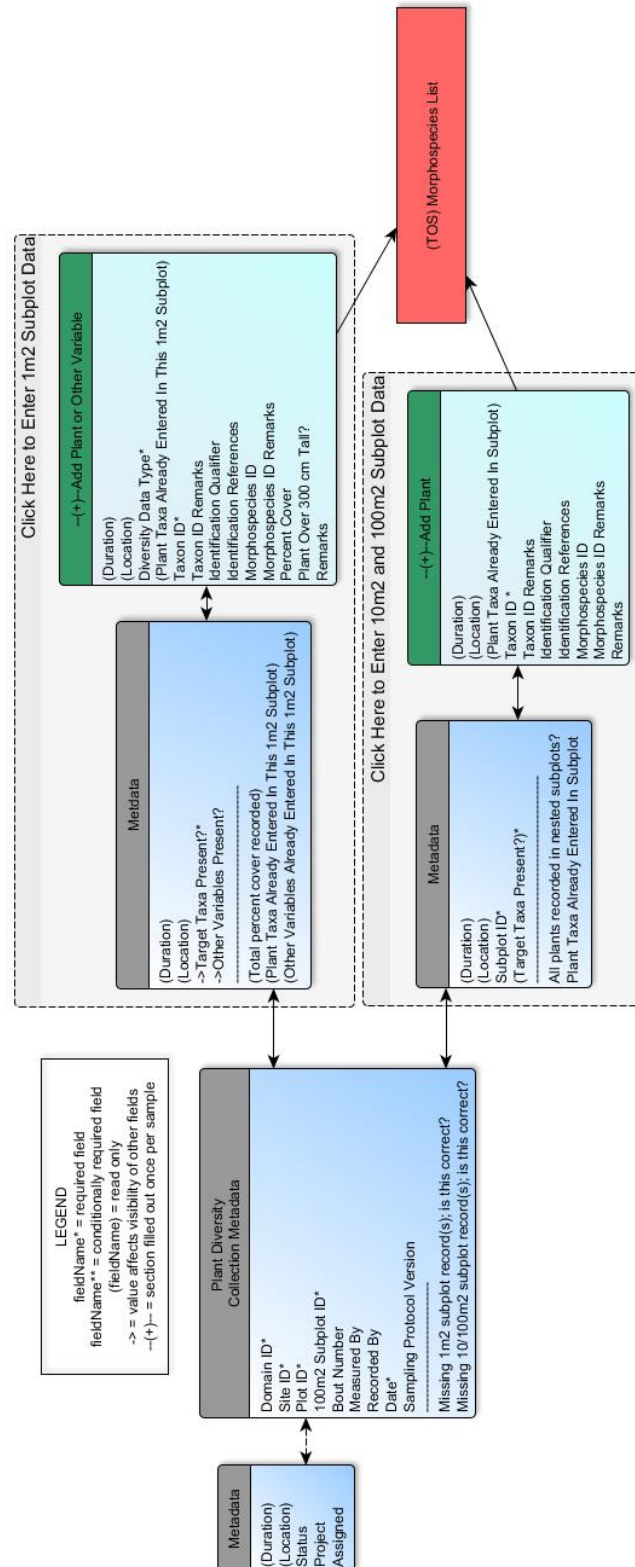 Metadata
(Duration)
(Location)
Status
Project
Assigned
LEGEND
fieldName* = required field
fieldName** = conditionally required field
(fieldName) = read only
-> = value affects visibility of other fields
--(+)-- = section filled out once per sample
Plant Diversity
Collection Metadata
Domain ID*
Site ID*
Plot ID*
100m2 Subplot ID*
Bout Number
Measured By
Recorded By
Date*
Sampling Protocol Version
Missing 1m2 subplot record(s); is this correct?
Missing 10/100m2 subplot record(s); is this correct?
Click Here to Enter 1m2 Subplot Data
Metdata
(Duration)
(Location)
->Target Taxa Present?*
->Other Variables Present?
(Total percent cover recorded)
(Plant Taxa Already Entered In This 1m2 Subplot)
(Other Variables Already Entered In This 1m2 Subplot)
--(+)--Add Plant or Other Variable
(Duration)
(Location)
Diversity Data Type*
(Plant Taxa Already Entered In This 1m2 Subplot)
Taxon ID*
Taxon ID Remarks
Identification Qualifier
Identification References
Morphospecies ID
Morphospecies ID Remarks
Percent Cover
Plant Over 300 cm Tall?
Remarks
Click Here to Enter 10m2 and 100m2 Subplot Data
Metadata
(Duration)
(Location)
Subplot ID*
(Target Taxa Present?)*
All plants recorded in nested subplots?
Plant Taxa Already Entered In Subplot
--(+)--Add Plant
(Duration)
(Location)
(Plant Taxa Already Entered In Subplot)
Taxon ID*
Taxon ID Remarks
Identification Qualifier
Identification References
Morphospecies ID
Morphospecies ID Remarks
Remarks
(TOS) Morphospecies List